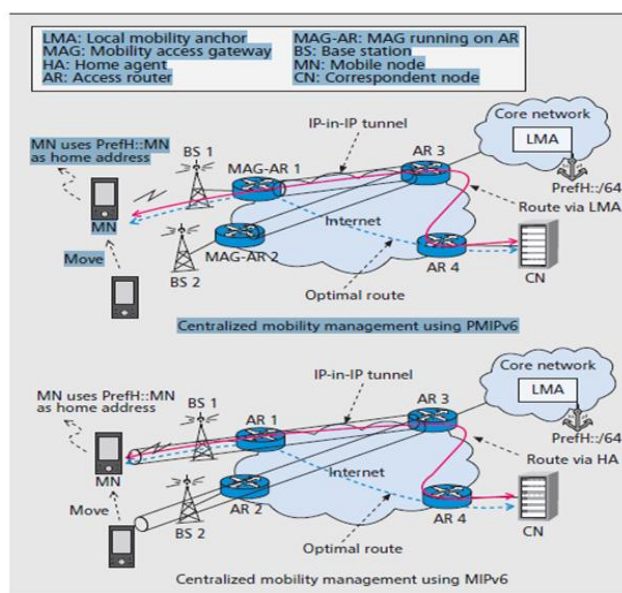 LMA: Local mobility anchor
MAG: Mobility access gateway
HA: Home agent
AR: Access router
MAG-AR: MAG running on AR
BS: Base station
MN: Mobile node
CN: Correspondent node
MN uses PrefH::MN
as home address
BS 1
MAG-AR 1
IP-in-IP tunnel
AR 3
Core network
LMA
PrefH::/64
Route via LMA
MN
Internet
Move
MAG-AR 2
BS 2
AR 4
CN
Optimal route
Centralized mobility management using PMIPv6
MN uses PrefH::MN
as home address
BS 1
AR 1
IP-in-IP tunnel
AR 3
Core network
LMA
PrefH::/64
Route via HA
MN
Internet
Move
AR 2
BS 2
AR 4
CN
Optimal route
Centralized mobility management using MIPv6